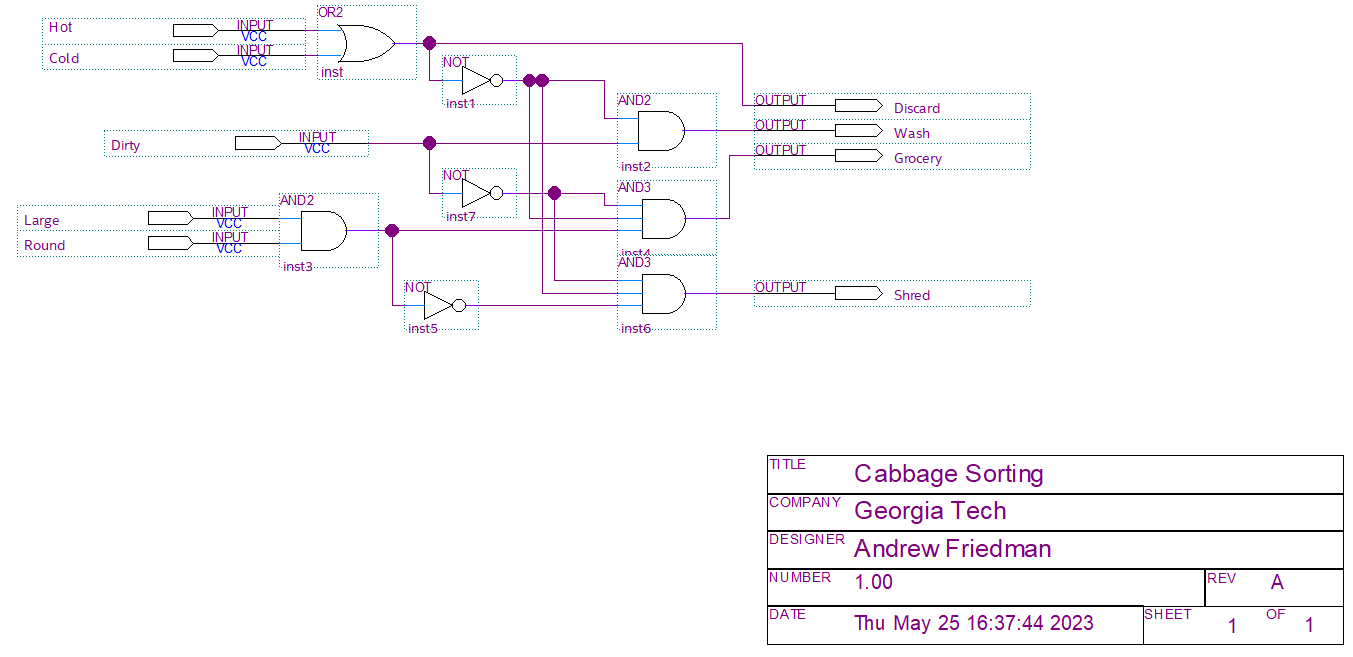 OR2
Hot INPUT
VCC
Cold INPUT
VCC
inst
NOT
inst1
AND2
inst2
OUTPUT Discard
OUTPUT Wash
OUTPUT Grocery
Dirty INPUT
VCC
NOT
inst7
AND3
inst4
AND2
Large INPUT
VCC
Round INPUT
VCC
inst3
AND3
inst6
NOT
inst5
OUTPUT Shred
TITLE Cabbage Sorting
COMPANY Georgia Tech
DESIGNER Andrew Friedman
NUMBER 1.00 REV A
DATE Thu May 25 16:37:44 2023 SHEET 1 OF 1